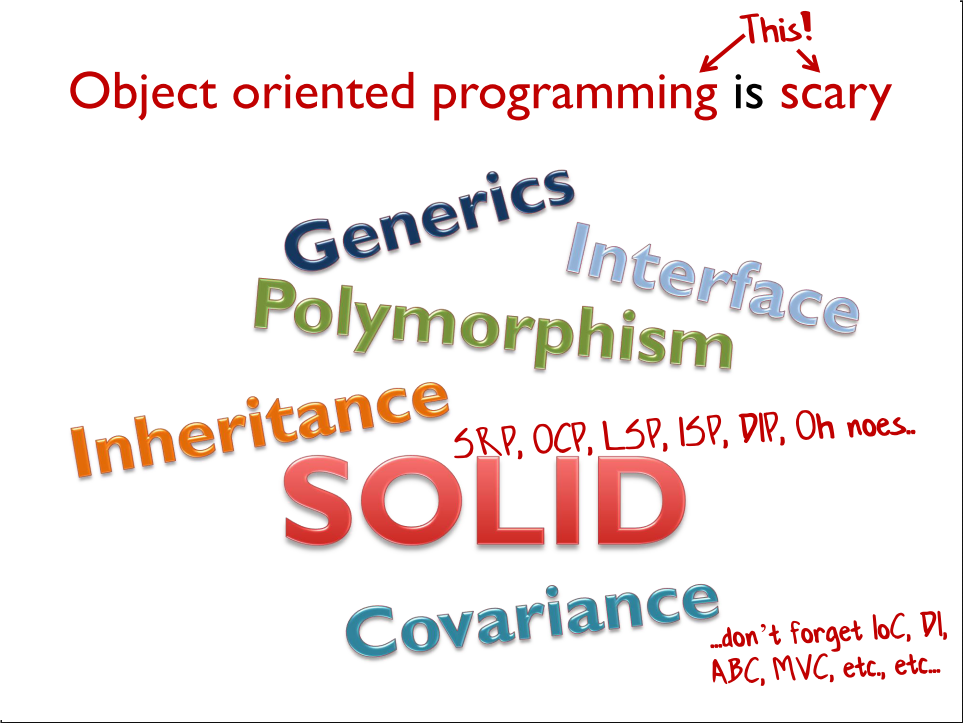 This!
Object oriented programming is scary
Generics
Interface
Polymorphism
Inheritance
SRP, OCP, LSP, ISP, DIP, Oh noes..
SOLID
Covariance
...don't forget IoC, DI,
ABC, MVC, etc., etc...